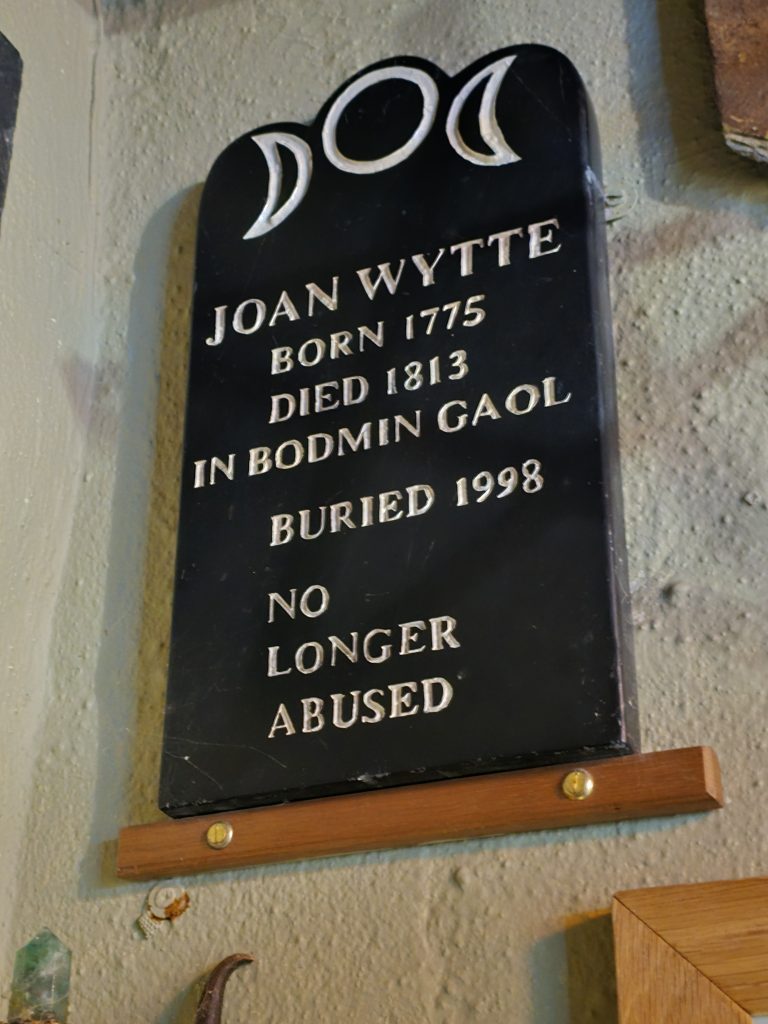 JOAN WYTTE
BORN 1775
DIED 1813
IN BODMIN GAOL
BURIED 1998
NO
LONGER
ABUSED